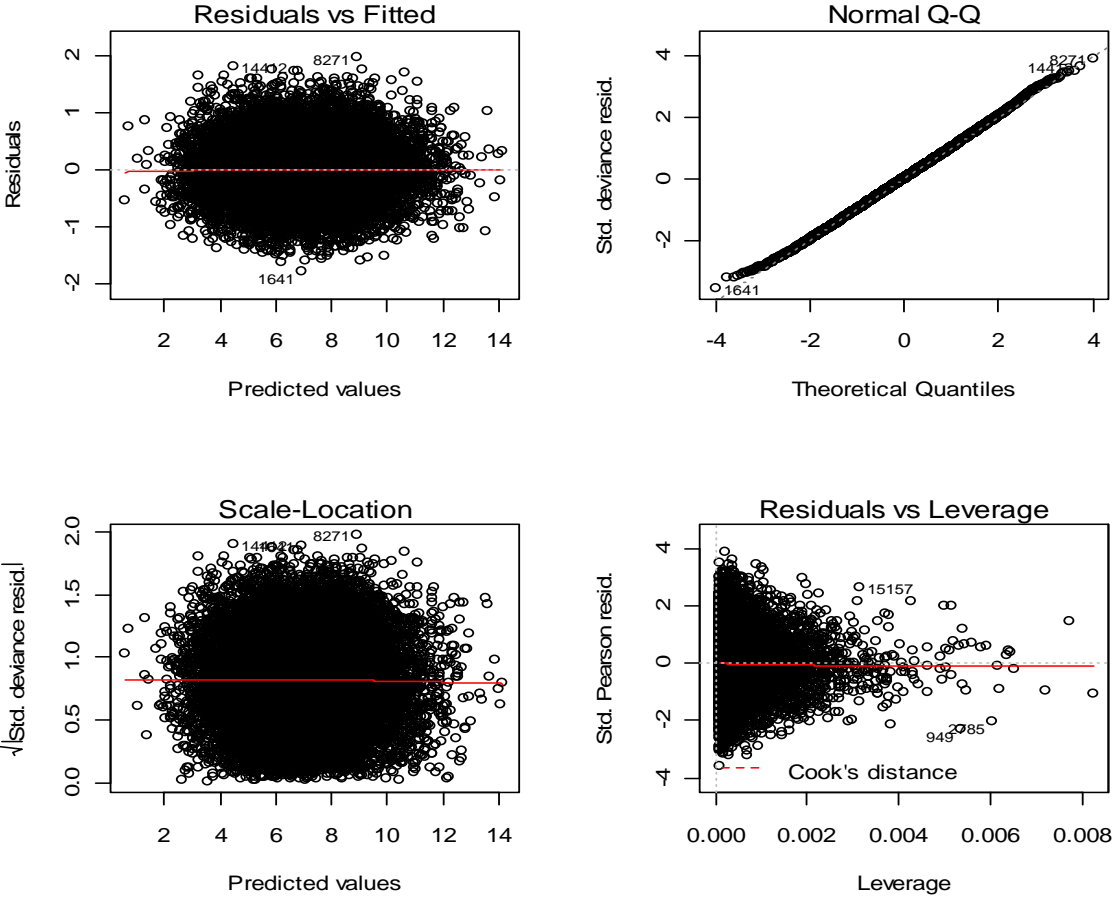 Residuals vs Fitted
Residuals
2
1
0
-1
-2
14412
8271
1641
2 4 6 8 10 12 14
Predicted values
Normal Q-Q
Std. deviance resid.
4
2
0
-2
8271
1641
-4 -2 0 2 4
Theoretical Quantiles
Scale-Location
√|Std. deviance resid.|
2.0
1.5
1.0
0.5
0.0
8271
2 4 6 8 10 12 14
Predicted values
Residuals vs Leverage
Std. Pearson resid.
4
2
0
-2
-4
15157
2785
949
Cook's distance
0.000 0.002 0.004 0.006 0.008
Leverage